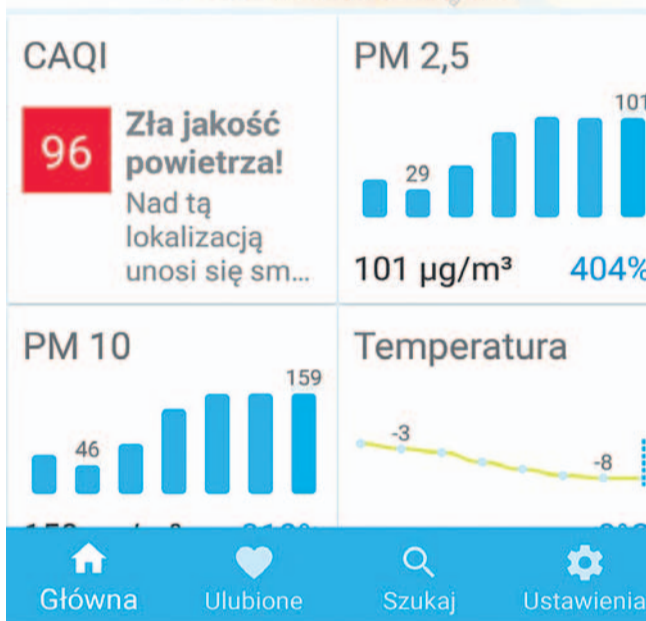 CAQI
96
Zła jakość
powietrza!
Nad tą
lokalizacją
unosi się sm...
PM 2,5
101
29
101 µg/m³ 404%
PM 10
159
46
Temperatura
-3
-8
Główna
Ulubione
Szukaj
Ustawienia